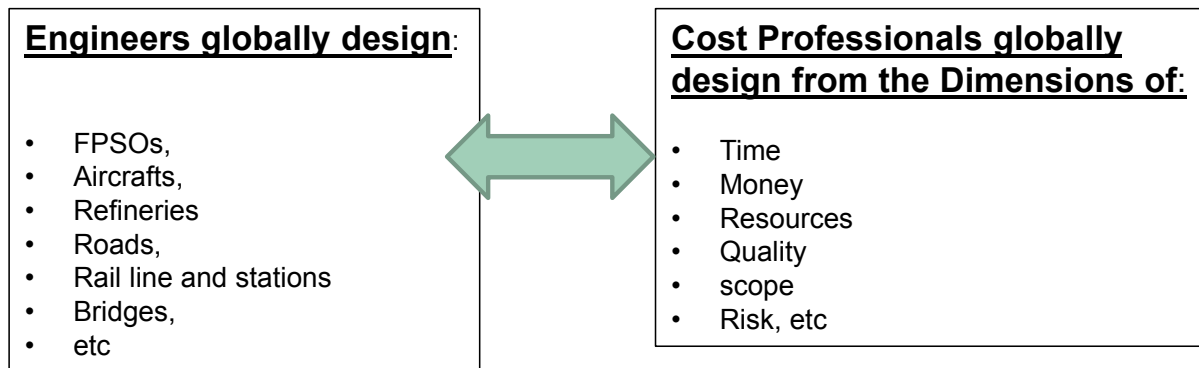 Engineers globally design:
• FPSOs,
• Aircrafts,
• Refineries
• Roads,
• Rail line and stations
• Bridges,
• etc
Cost Professionals globally
design from the Dimensions of:
• Time
• Money
• Resources
• Quality
• scope
• Risk, etc